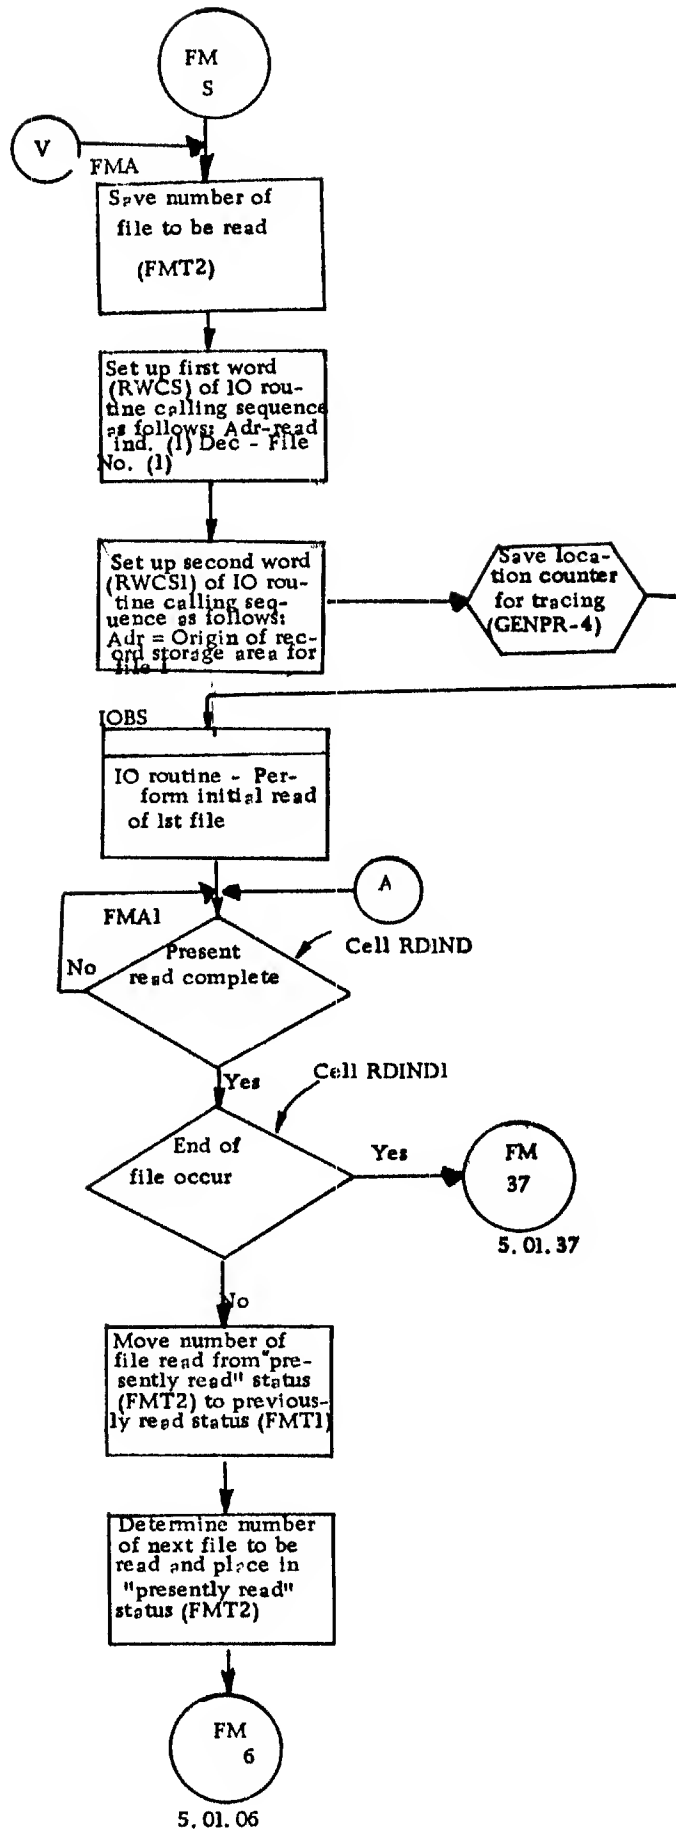 FM
S
V
FMA
Save number of
file to be read
(FMT2)
Set up first word
(RWCS) of IO rou-
tine calling sequence
as follows: Adr-read
ind. (1) Dec - File
No. (1)
Set up second word
(RWCS1) of IO rou-
tine calling seq-
uence as follows:
Adr = Origin of rec-
ord storage area for
file 1
Save loca-
tion counter
for tracing
(GENPR-4)
IOBS
IO routine - Per-
form initial read
of 1st file
A
FMA1
Cell RDIND
No
Present
read complete
Yes
Cell RDIND1
End of
file occur
Yes
FM
37
5.01.37
No
Move number of
file read from "pre-
sently read" status
(FMT2) to previous-
ly read status (FMT1)
Determine number
of next file to be
read and place in
"presently read"
status (FMT2)
FM
6
5.01.06